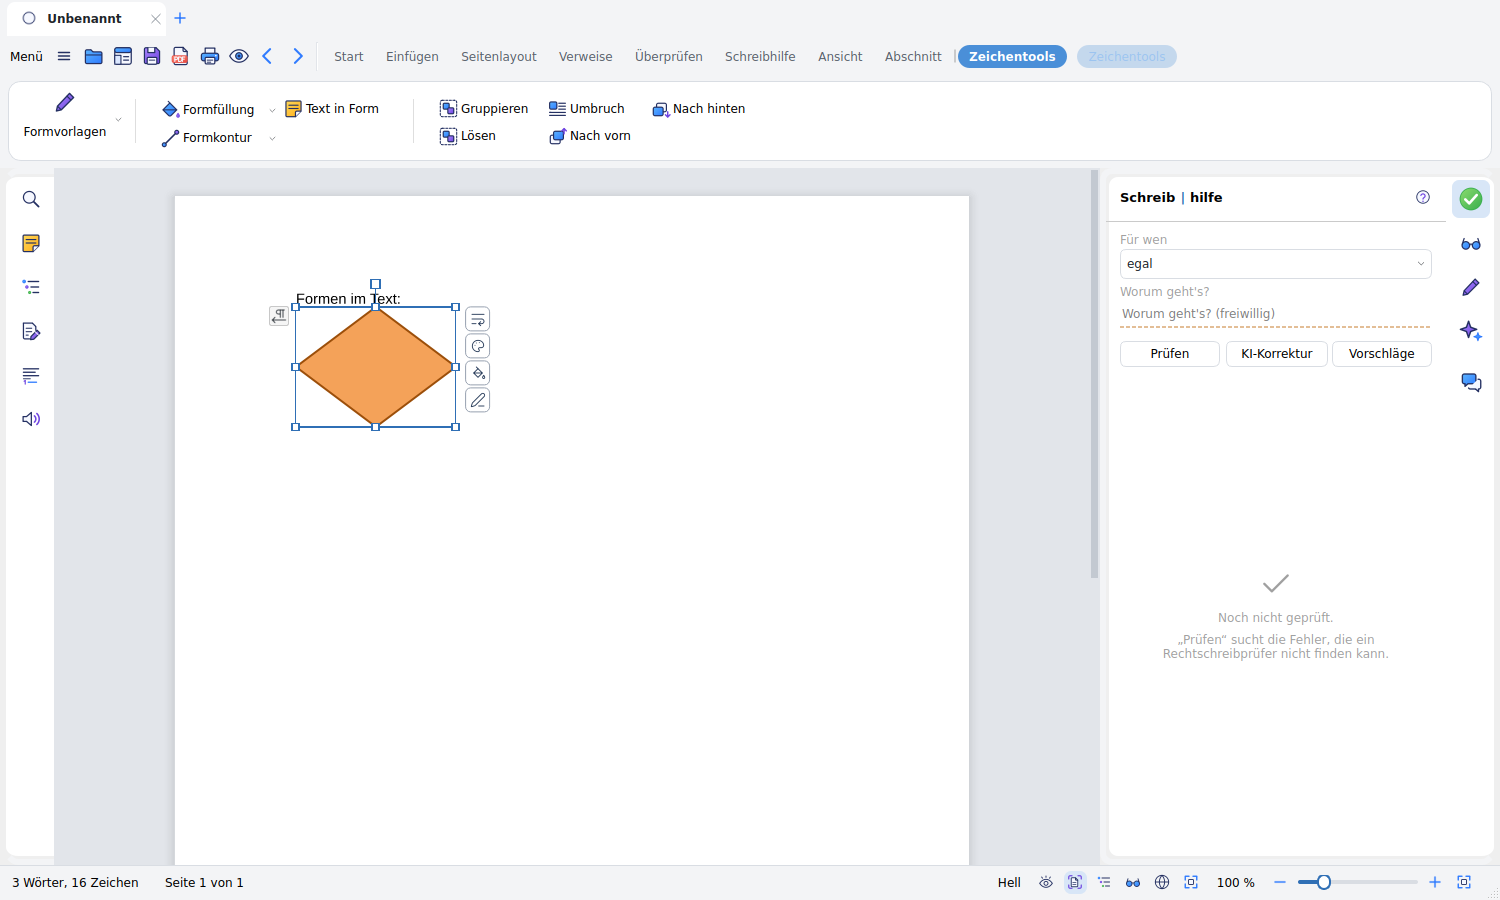 Unbenannt
Menü
Start Einfügen Seitenlayout Verweise Überprüfen Schreibhilfe Ansicht Abschnitt Zeichentools Zeichentools
Formvorlagen
Formfüllung
Formkontur
Text in Form
Gruppieren
Lösen
Umbruch
Nach vorn
Nach hinten
Formen im Text:
Schreib | hilfe
Für wen
egal
Worum geht's?
Worum geht's? (freiwillig)
Prüfen KI-Korrektur Vorschläge
Noch nicht geprüft.
„Prüfen“ sucht die Fehler, die ein
Rechtschreibprüfer nicht finden kann.
3 Wörter, 16 Zeichen Seite 1 von 1 Hell 100 %